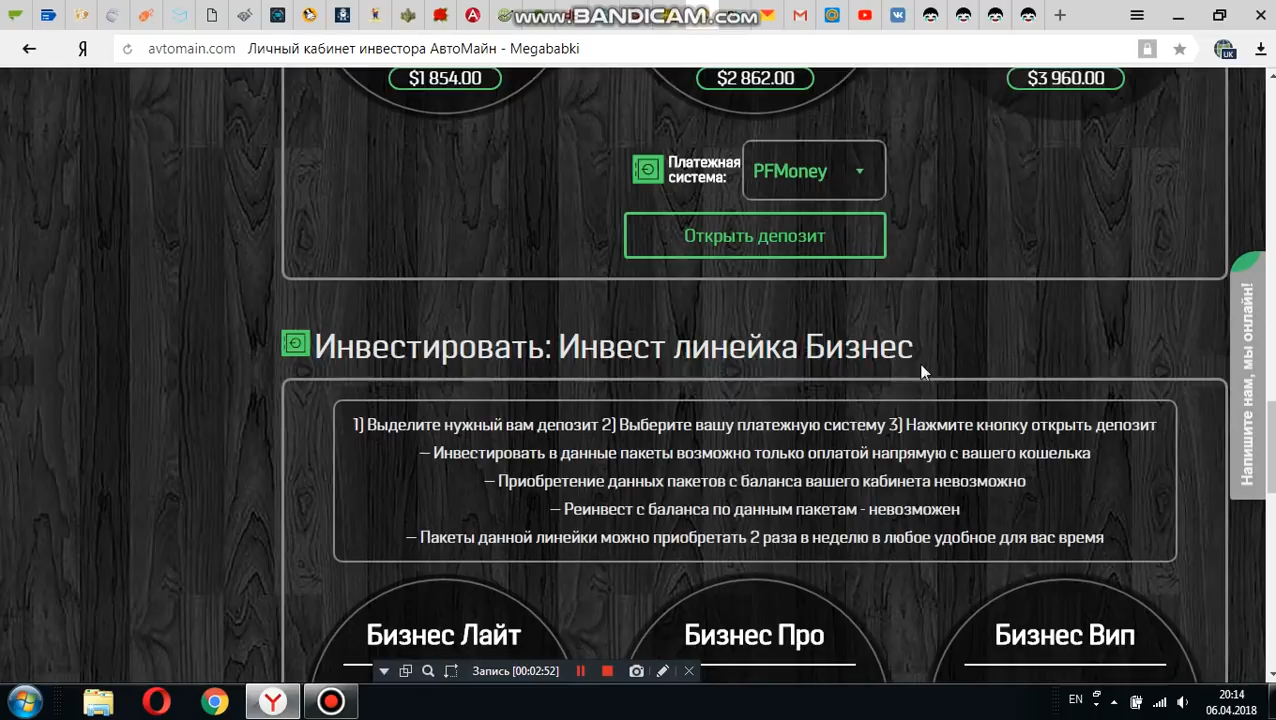 www.BANDICAM.com
avtomain.com Личный кабинет инвестора АвтоМайн - Megababki
UK
$1 854.00
$2 862.00
$3 960.00
Платежная
система:
PFMoney
Открыть депозит
Инвестировать: Инвест линейка Бизнес
1) Выделите нужный вам депозит 2) Выберите вашу платежную систему 3) Нажмите кнопку открыть депозит
— Инвестировать в данные пакеты возможно только оплатой напрямую с вашего кошелька
— Приобретение данных пакетов с баланса вашего кабинета невозможно
— Реинвест с баланса по данным пакетам - невозможен
— Пакеты данной линейки можно приобретать 2 раза в неделю в любое удобное для вас время
Напишите нам, мы онлайн!
Бизнес Лайт
Бизнес Про
Бизнес Вип
Запись [00:02:52]
EN
20:14
06.04.2018